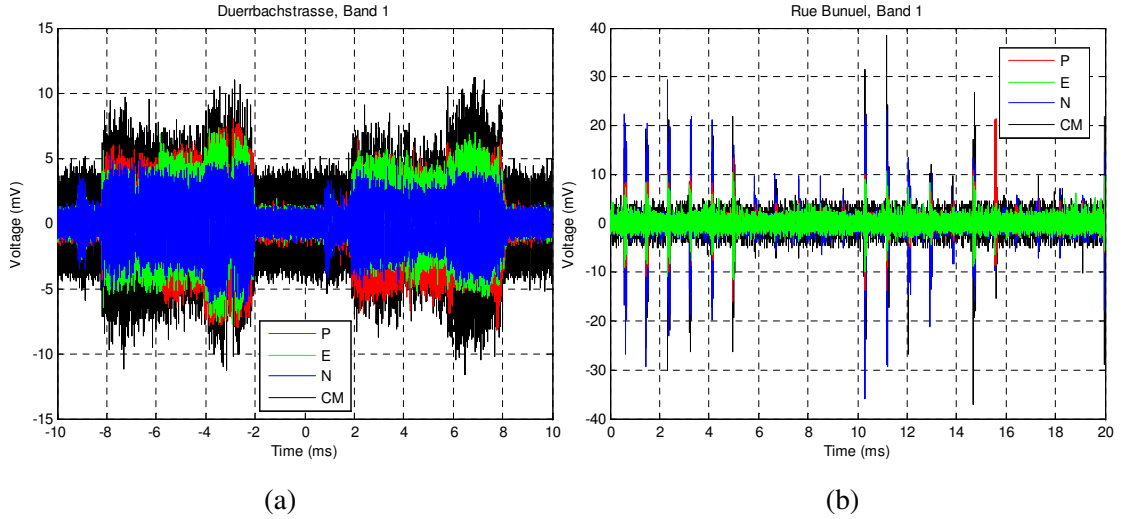 Duerrbachstrasse, Band 1
15
10
5
0
-5
-10
-15
Voltage (mV)
P
E
N
CM
-10 -8 -6 -4 -2 0 2 4 6 8 10
Time (ms)
(a)
Rue Bunuel, Band 1
40
30
20
10
0
-10
-20
-30
-40
Voltage (mV)
P
E
N
CM
0 2 4 6 8 10 12 14 16 18 20
Time (ms)
(b)